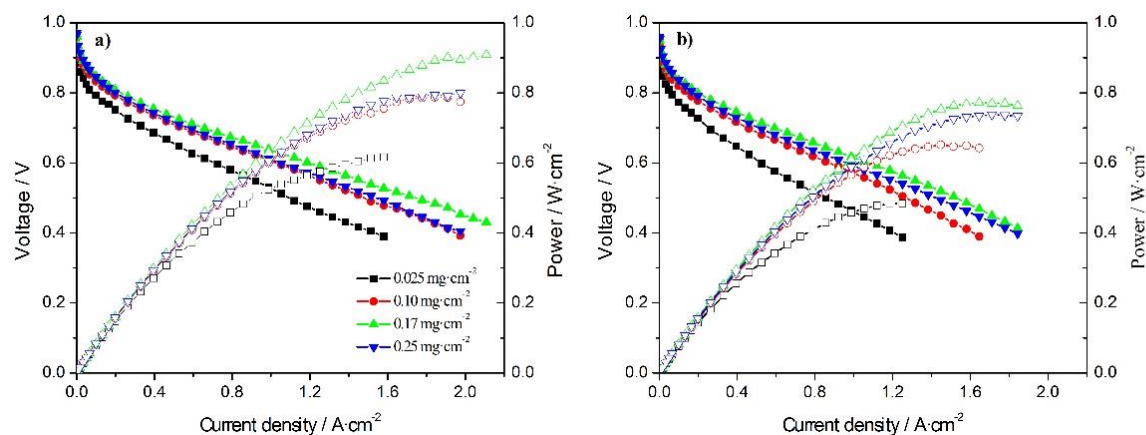 a)
1.0
0.8
0.6
0.4
0.2
0.0
Voltage / V
1.0
0.8
0.6
0.4
0.2
0.0
Power / W·cm⁻²
0.025 mg·cm⁻²
0.10 mg·cm⁻²
0.17 mg·cm⁻²
0.25 mg·cm⁻²
0.4 0.8 1.2 1.6 2.0
Current density / A·cm⁻²
b)
1.0
0.8
0.6
0.4
0.2
0.0
Voltage / V
1.0
0.8
0.6
0.4
0.2
0.0
Power / W·cm⁻²
0.0 0.4 0.8 1.2 1.6 2.0
Current density / A·cm⁻²